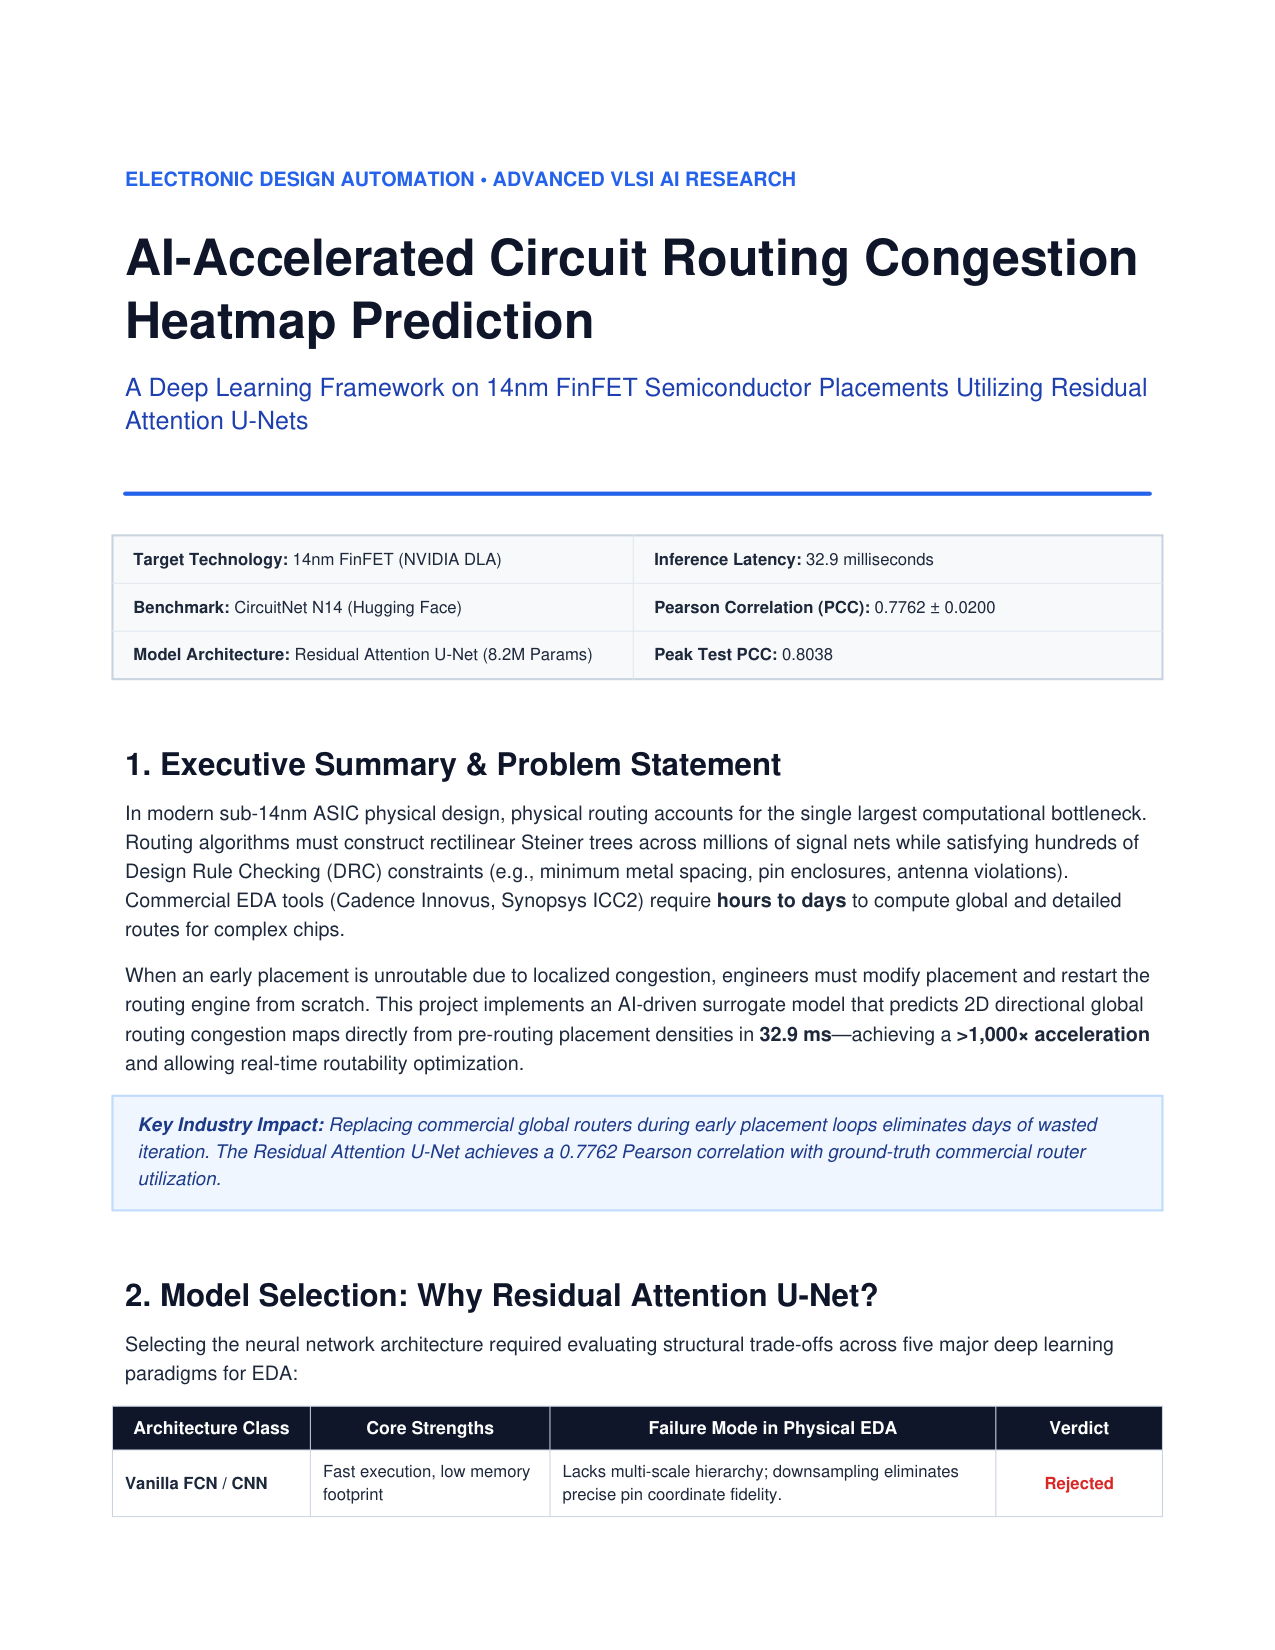 ELECTRONIC DESIGN AUTOMATION • ADVANCED VLSI AI RESEARCH
AI-Accelerated Circuit Routing Congestion
Heatmap Prediction
A Deep Learning Framework on 14nm FinFET Semiconductor Placements Utilizing Residual
Attention U-Nets
Target Technology: 14nm FinFET (NVIDIA DLA)
Inference Latency: 32.9 milliseconds
Benchmark: CircuitNet N14 (Hugging Face)
Pearson Correlation (PCC): 0.7762 ± 0.0200
Model Architecture: Residual Attention U-Net (8.2M Params)
Peak Test PCC: 0.8038
1. Executive Summary & Problem Statement
In modern sub-14nm ASIC physical design, physical routing accounts for the single largest computational bottleneck.
Routing algorithms must construct rectilinear Steiner trees across millions of signal nets while satisfying hundreds of
Design Rule Checking (DRC) constraints (e.g., minimum metal spacing, pin enclosures, antenna violations).
Commercial EDA tools (Cadence Innovus, Synopsys ICC2) require hours to days to compute global and detailed
routes for complex chips.
When an early placement is unroutable due to localized congestion, engineers must modify placement and restart the
routing engine from scratch. This project implements an AI-driven surrogate model that predicts 2D directional global
routing congestion maps directly from pre-routing placement densities in 32.9 ms—achieving a >1,000× acceleration
and allowing real-time routability optimization.
Key Industry Impact: Replacing commercial global routers during early placement loops eliminates days of wasted
iteration. The Residual Attention U-Net achieves a 0.7762 Pearson correlation with ground-truth commercial router
utilization.
2. Model Selection: Why Residual Attention U-Net?
Selecting the neural network architecture required evaluating structural trade-offs across five major deep learning
paradigms for EDA:
Architecture Class
Core Strengths
Failure Mode in Physical EDA
Verdict
Vanilla FCN / CNN
Fast execution, low memory
footprint
Lacks multi-scale hierarchy; downsampling eliminates
precise pin coordinate fidelity.
Rejected